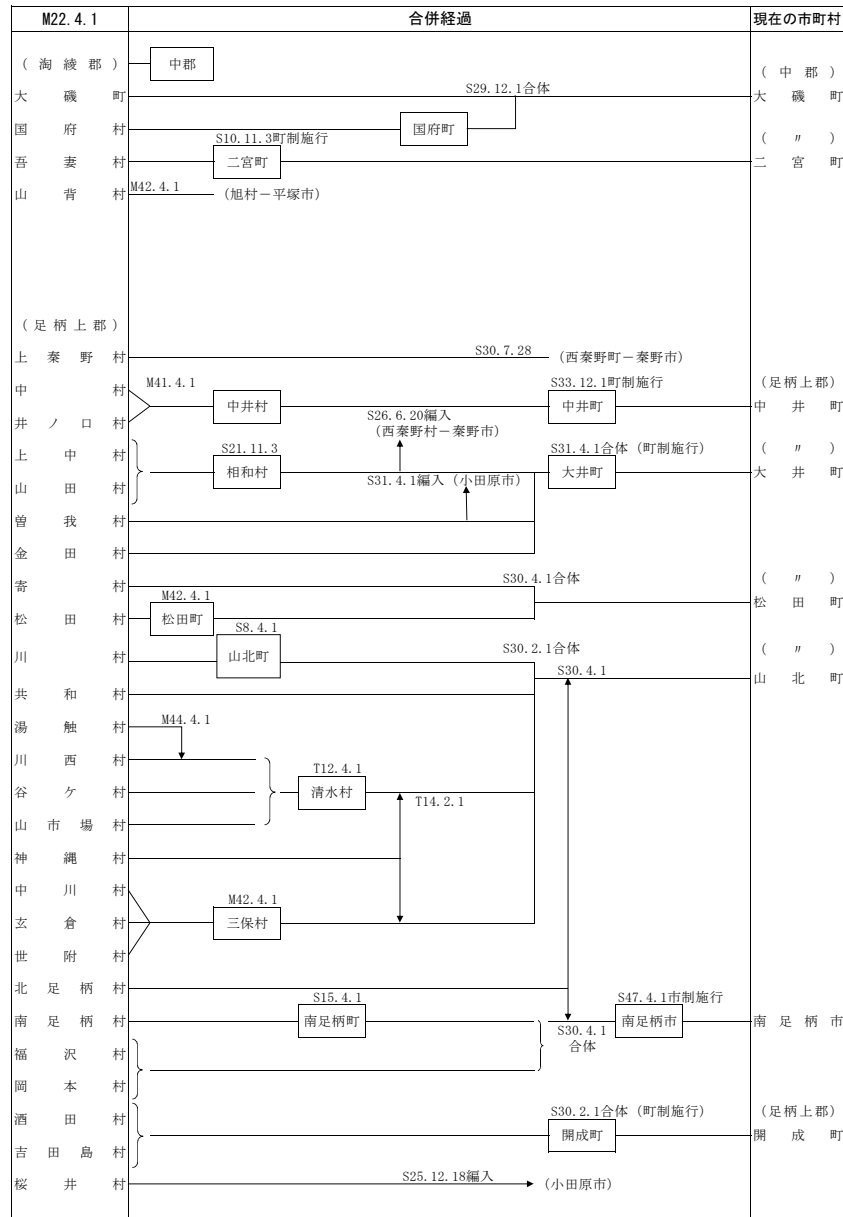 M22.4.1 合併経過 現在の市町村
(淘綾郡) 中郡
(中郡)
大磯町 S29.12.1合体 大磯町
国府村 国府町
S10.11.3町制施行 (〃)
吾妻村 二宮町 二宮町
山背村 M42.4.1 (旭村－平塚市)
(足柄上郡)
上秦野村 S30.7.28 (西秦野町－秦野市)
中村 M41.4.1 S33.12.1町制施行 (足柄上郡)
中井村 中井町 中井町
井ノ口村 S26.6.20編入
(西秦野村－秦野市)
上中村 S21.11.3 S31.4.1合体(町制施行) (〃)
相和村 大井町 大井町
山田村 S31.4.1編入(小田原市)
曽我村
金田村
寄村 S30.4.1合体 (〃)
M42.4.1 松田町
松田村 松田町
S8.4.1
川村 山北町 S30.2.1合体 (〃)
S30.4.1 山北町
共和村
湯触村 M44.4.1
川西村
T12.4.1
谷ケ村 清水村 T14.2.1
山市場村
神縄村
中川村
M42.4.1
玄倉村 三保村
世附村
北足柄村
S15.4.1 S47.4.1市制施行
南足柄村 南足柄町 南足柄市 南足柄市
S30.4.1
合体
福沢村
岡本村
酒田村 S30.2.1合体(町制施行) (足柄上郡)
開成町 開成町
吉田島村
桜井村 S25.12.18編入 (小田原市)